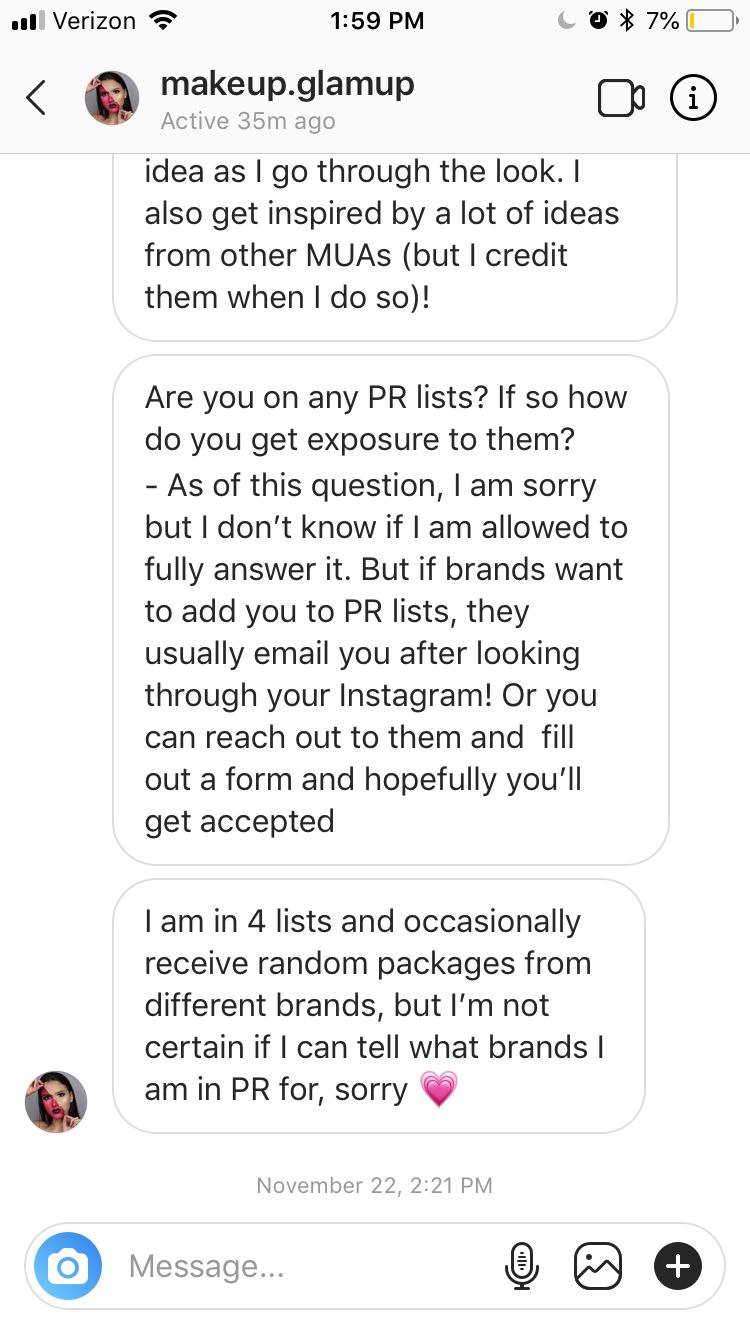 Verizon 1:59 PM 7%
makeup.glamup
Active 35m ago
idea as I go through the look. I
also get inspired by a lot of ideas
from other MUAs (but I credit
them when I do so)!
Are you on any PR lists? If so how
do you get exposure to them?
- As of this question, I am sorry
but I don’t know if I am allowed to
fully answer it. But if brands want
to add you to PR lists, they
usually email you after looking
through your Instagram! Or you
can reach out to them and  fill
out a form and hopefully you’ll
get accepted
I am in 4 lists and occasionally
receive random packages from
different brands, but I’m not
certain if I can tell what brands I
am in PR for, sorry 💗
November 22, 2:21 PM
Message...